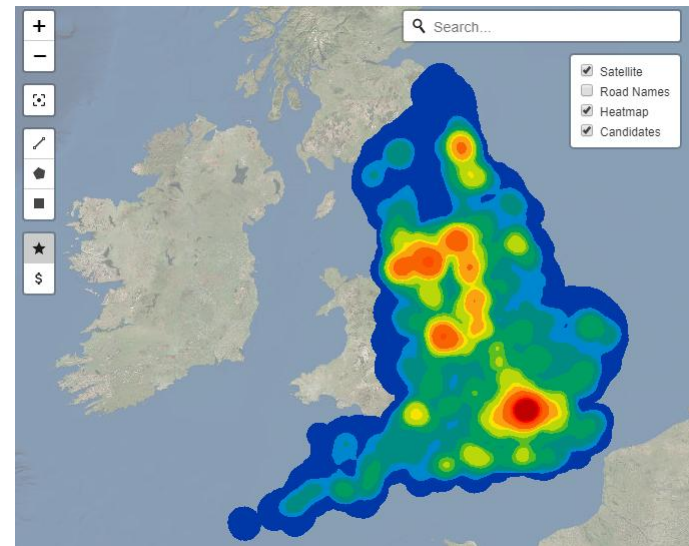 +
−
Search...
Satellite
Road Names
Heatmap
Candidates
$